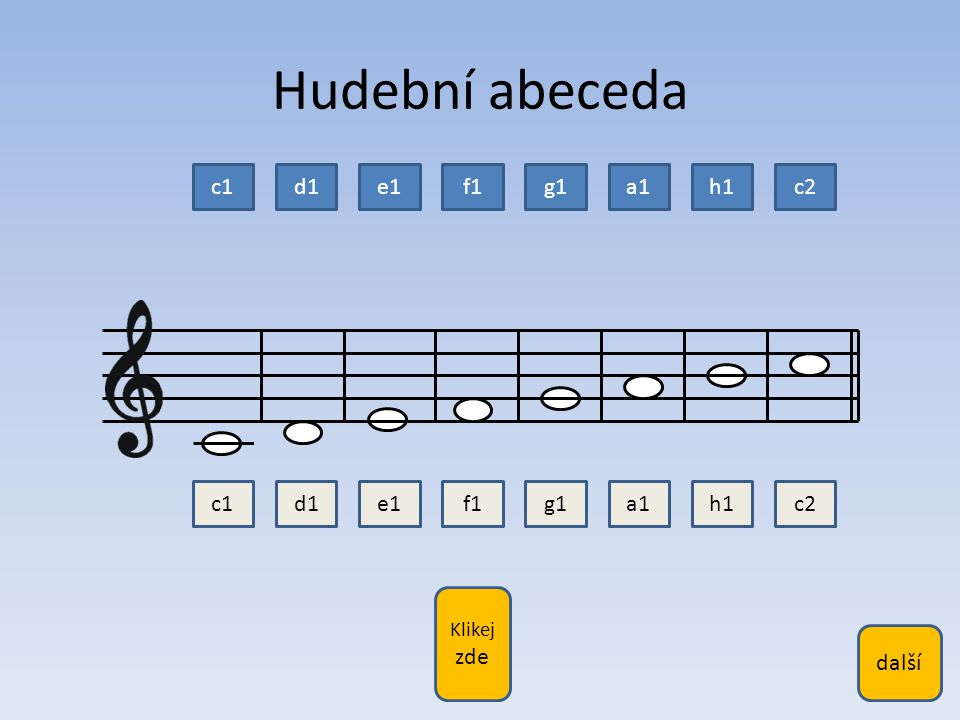 Hudební abeceda
c1 d1 e1 f1 g1 a1 h1 c2
c1 d1 e1 f1 g1 a1 h1 c2
Klikej
zde
další